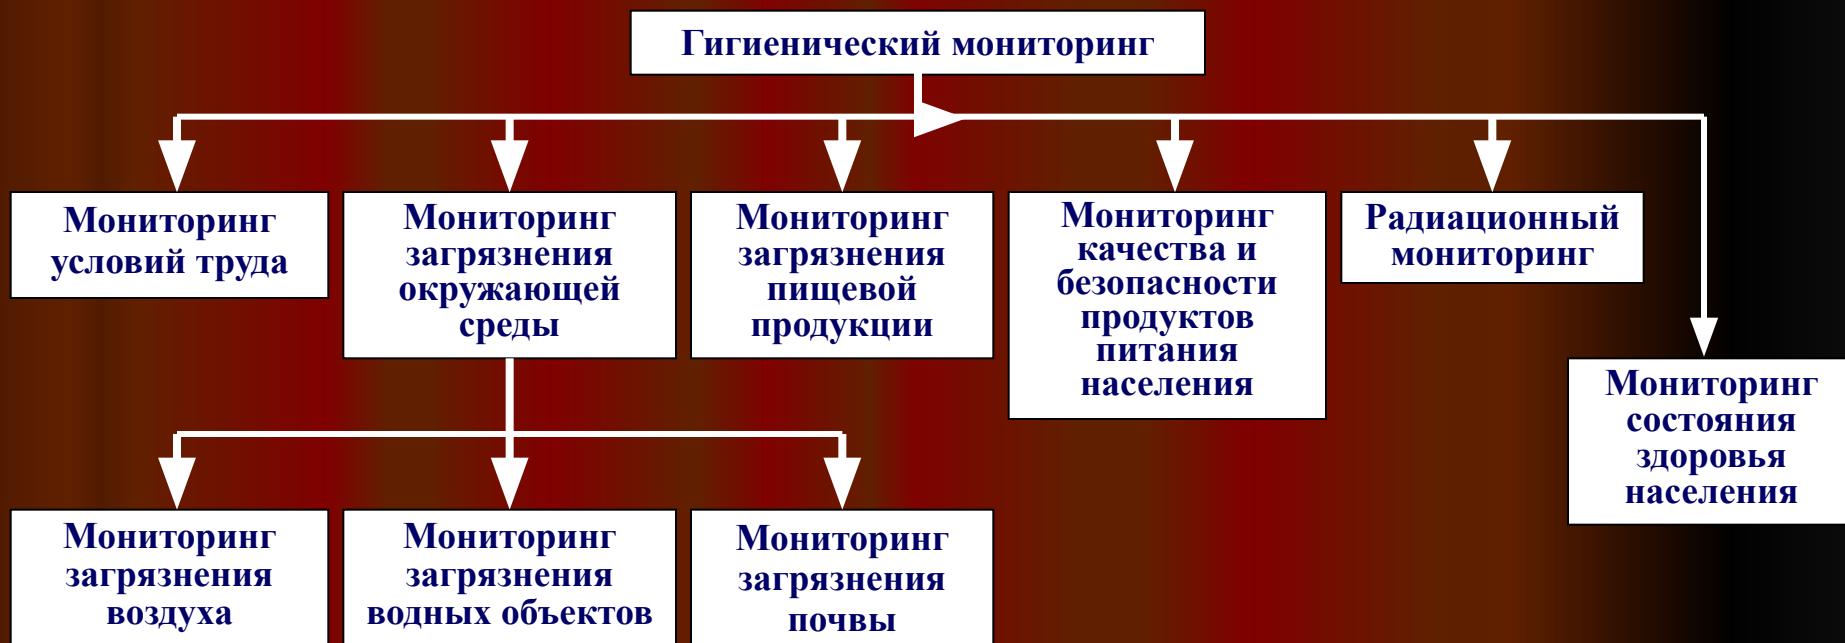 Гигиенический мониторинг
Мониторинг
условий труда
Мониторинг
загрязнения
окружающей
среды
Мониторинг
загрязнения
пищевой
продукции
Мониторинг
качества и
безопасности
продуктов
питания
населения
Радиационный
мониторинг
Мониторинг
состояния
здоровья
населения
Мониторинг
загрязнения
воздуха
Мониторинг
загрязнения
водных объектов
Мониторинг
загрязнения
почвы